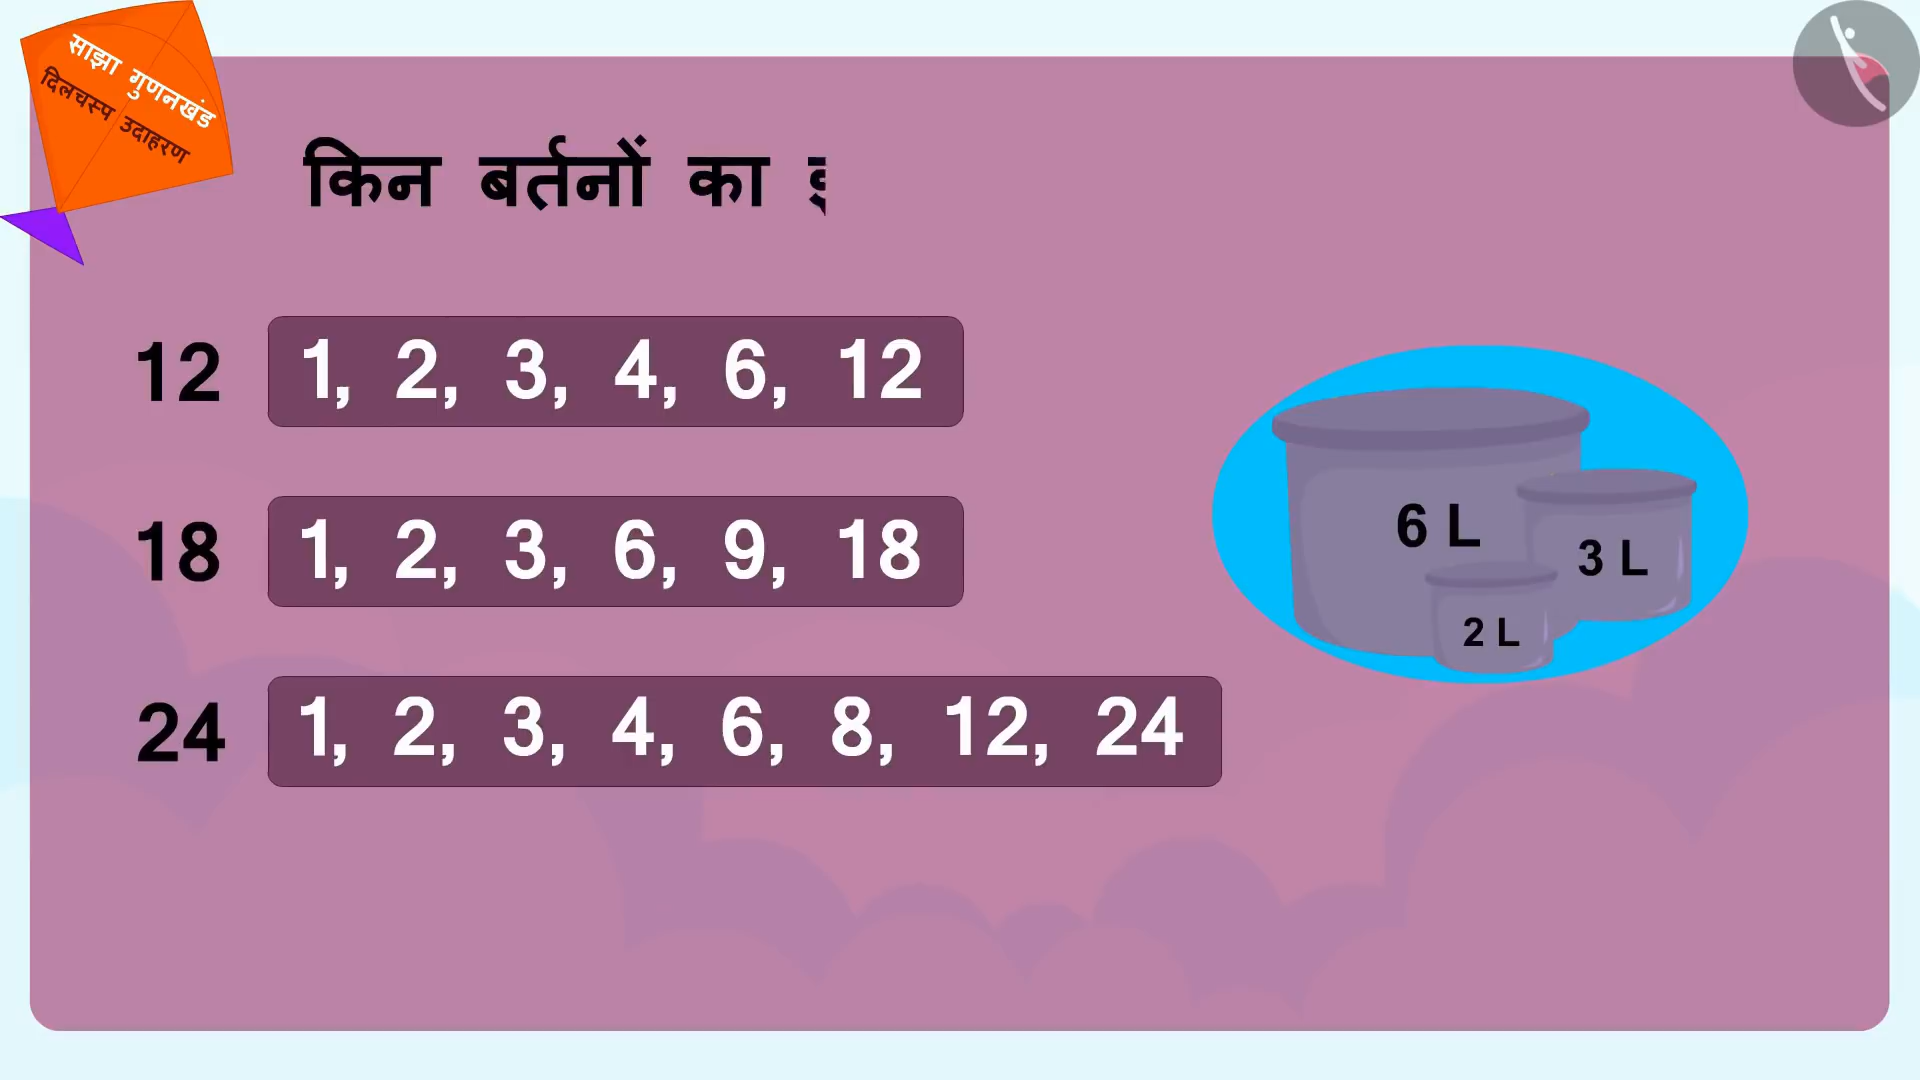 साझा गुणनखंड
दिलचस्प उदाहरण
किन बर्तनों का
12 1, 2, 3, 4, 6, 12
18 1, 2, 3, 6, 9, 18
24 1, 2, 3, 4, 6, 8, 12, 24
6 L
3 L
2 L